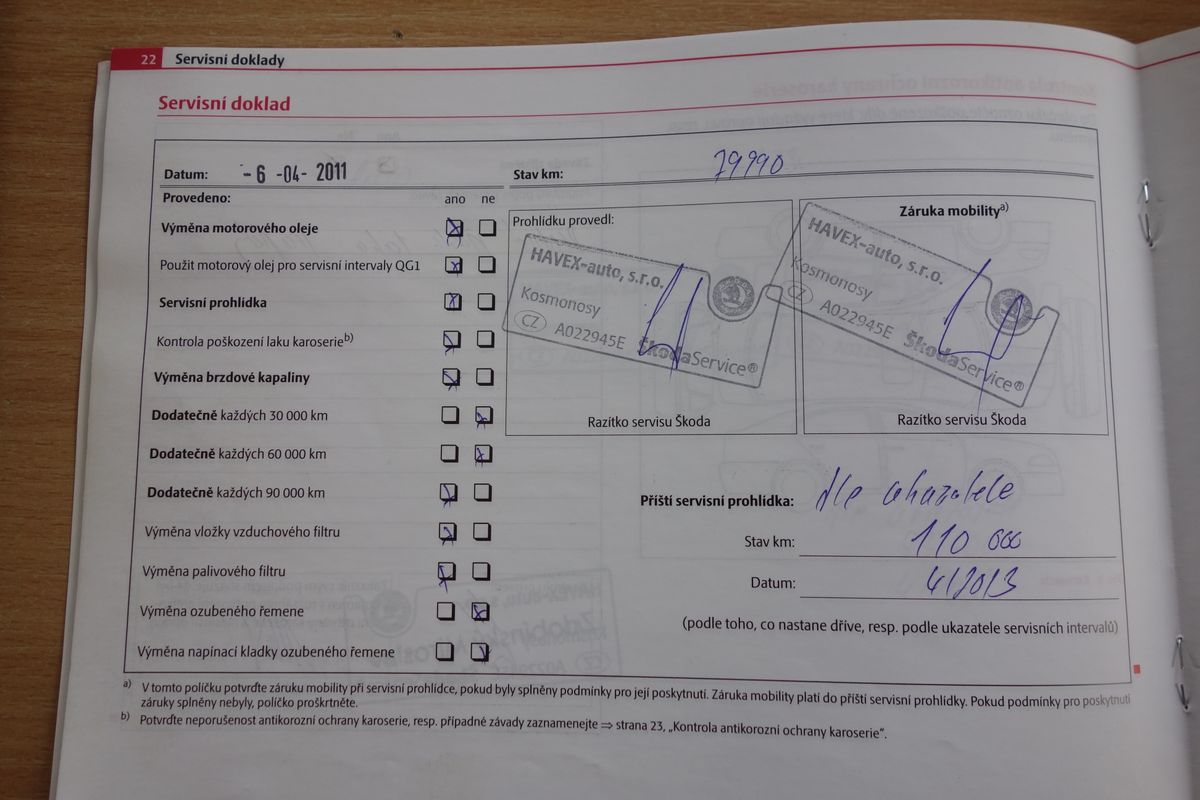 22 Servisní doklady
Servisní doklad
Datum: - 6 -04- 2011
Stav km: 79990
Provedeno: ano ne
Výměna motorového oleje
Použit motorový olej pro servisní intervaly QG1
Servisní prohlídka
Kontrola poškození laku karoserie b)
Výměna brzdové kapaliny
Dodatečně každých 30 000 km
Dodatečně každých 60 000 km
Dodatečně každých 90 000 km
Výměna vložky vzduchového filtru
Výměna palivového filtru
Výměna ozubeného řemene
Výměna napínací kladky ozubeného řemene
Prohlídku provedl:
HAVEX-auto, s.r.o.
Kosmonosy
CZ A022945E ŠkodaService®
Razítko servisu Škoda
Záruka mobility a)
HAVEX-auto, s.r.o.
Kosmonosy
CZ A022945E ŠkodaService®
Razítko servisu Škoda
Příští servisní prohlídka: dle ukazatele
Stav km: 110 000
Datum: 4/2013
(podle toho, co nastane dříve, resp. podle ukazatele servisních intervalů)
a) V tomto políčku potvrďte záruku mobility při servisní prohlídce, pokud byly splněny podmínky pro její poskytnutí. Záruka mobility platí do příští servisní prohlídky. Pokud podmínky pro poskytnutí
záruky splněny nebyly, políčko proškrtněte.
b) Potvrďte neporušenost antikorozní ochrany karoserie, resp. případné závady zaznamenejte ⇒ strana 23, „Kontrola antikorozní ochrany karoserie“.